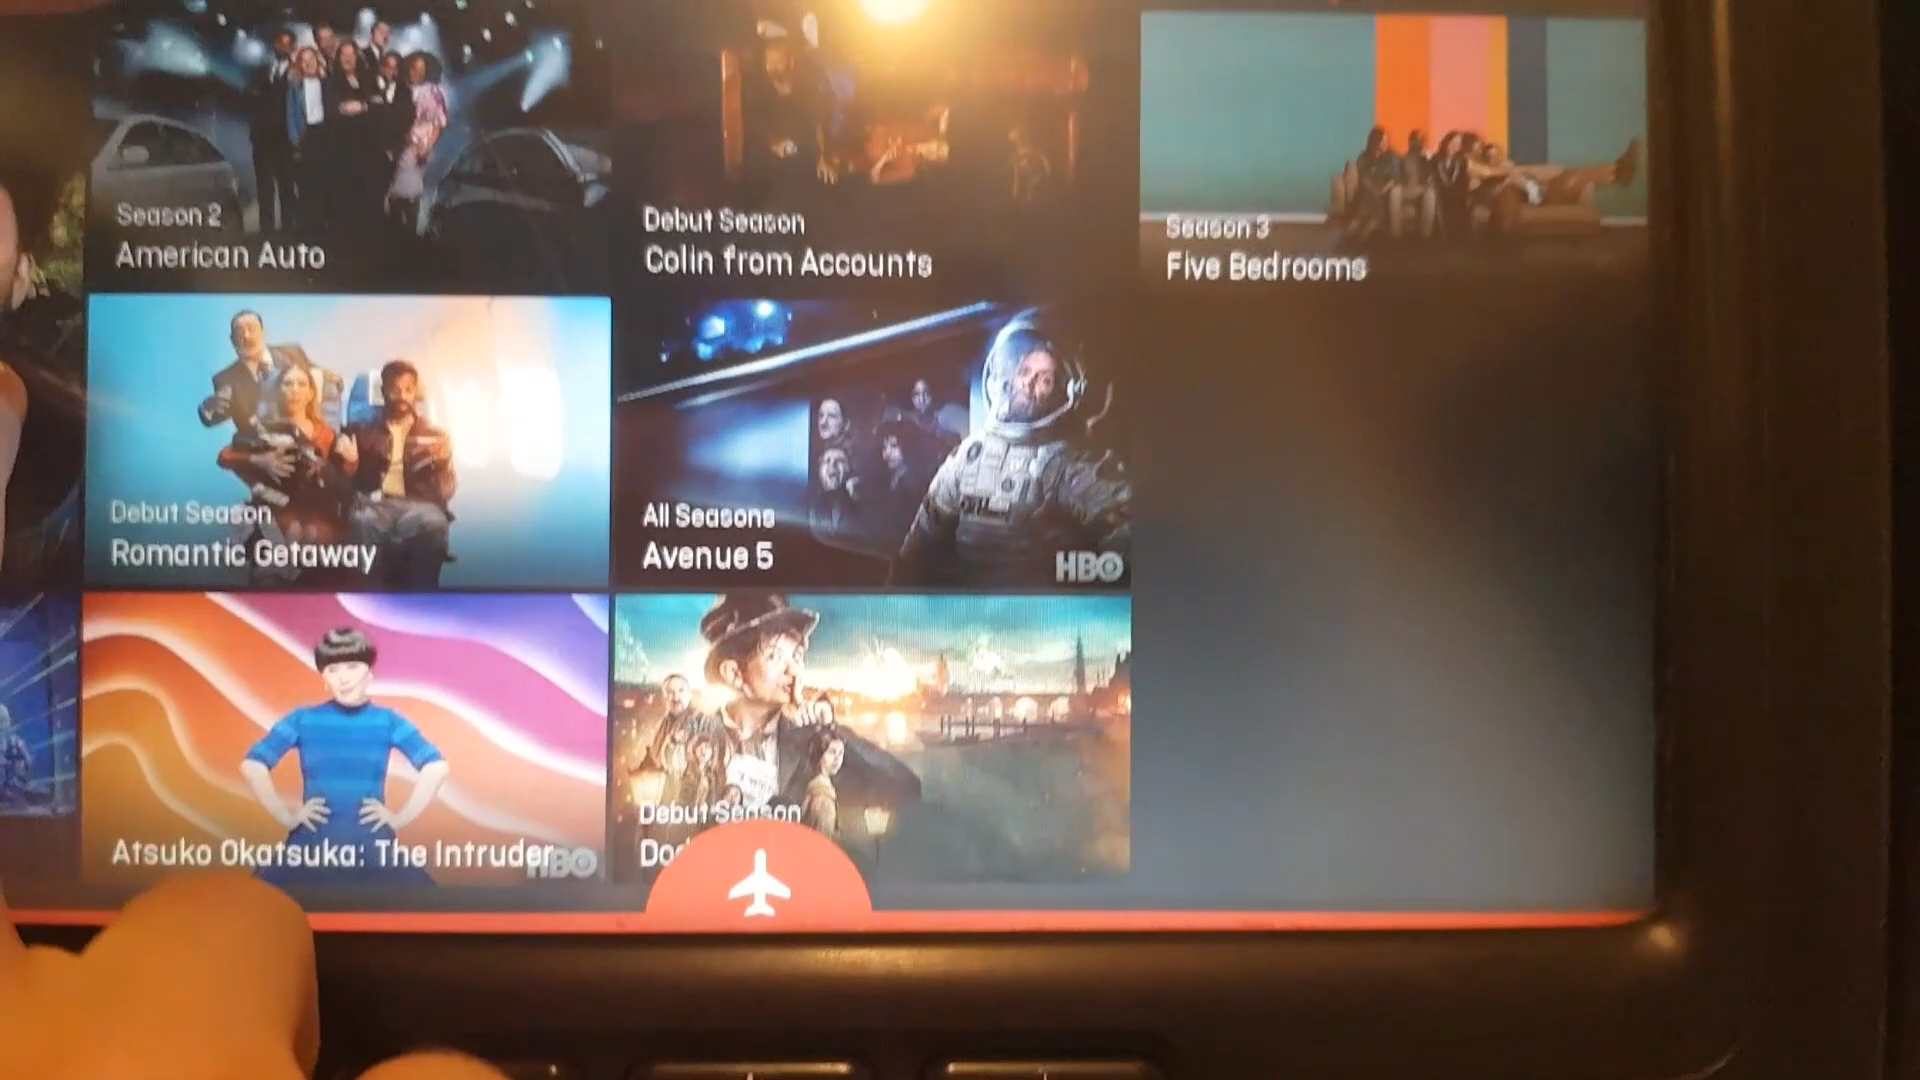 Season 2
American Auto
Debut Season
Colin from Accounts
Season 3
Five Bedrooms
Debut Season
Romantic Getaway
All Seasons
Avenue 5
HBO
Atsuko Okatsuka: The Intruder
HBO
Debut Season